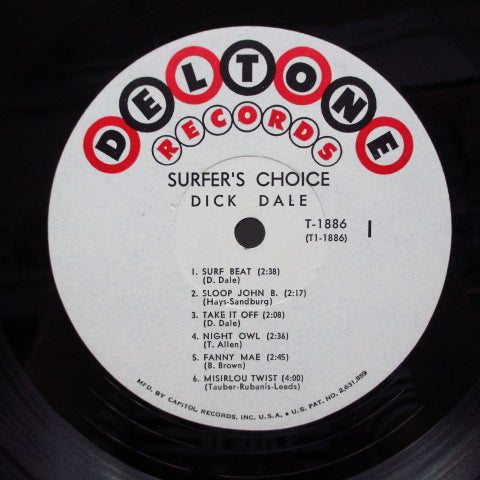 DELTONE
RECORDS
SURFER'S CHOICE
DICK DALE
T-1886
(T1-1886)
I
1. SURF BEAT (2:38)
(D. Dale)
2. SLOOP JOHN B. (2:17)
(Hays-Sandburg)
3. TAKE IT OFF (2:08)
(D. Dale)
4. NIGHT OWL (2:36)
(T. Allen)
5. FANNY MAE (2:45)
(B. Brown)
6. MISIRLOU TWIST (4:00)
(Tauber-Rubanis-Leeds)
MFD. BY CAPITOL RECORDS, INC. U.S.A. • U.S. PAT. NO. 2,631,859